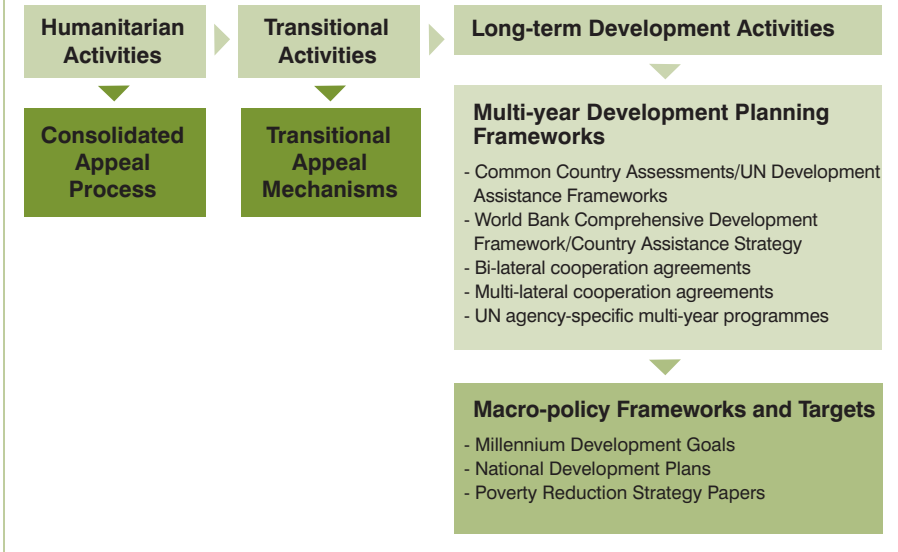 Humanitarian
Activities
Transitional
Activities
Long-term Development Activities
Consolidated
Appeal
Process
Transitional
Appeal
Mechanisms
Multi-year Development Planning
Frameworks
- Common Country Assessments/UN Development
Assistance Frameworks
- World Bank Comprehensive Development
Framework/Country Assistance Strategy
- Bi-lateral cooperation agreements
- Multi-lateral cooperation agreements
- UN agency-specific multi-year programmes
Macro-policy Frameworks and Targets
- Millennium Development Goals
- National Development Plans
- Poverty Reduction Strategy Papers